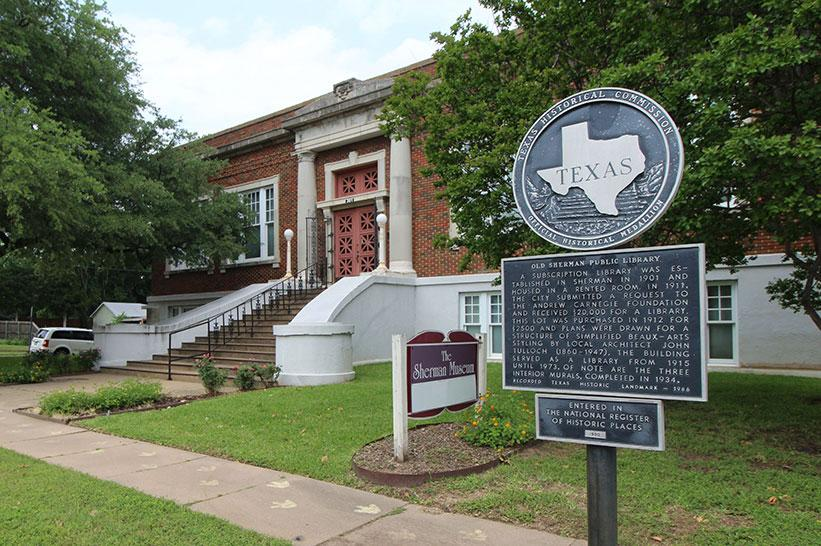 TEXAS HISTORICAL COMMISSION
TEXAS
OFFICIAL HISTORICAL MEDALLION
OLD SHERMAN PUBLIC LIBRARY
A SUBSCRIPTION LIBRARY WAS ES-
TABLISHED IN SHERMAN IN 1901 AND
HOUSED IN A RENTED ROOM. IN 1911,
THE CITY SUBMITTED A REQUEST TO
THE ANDREW CARNEGIE FOUNDATION
AND RECEIVED $20,000 FOR A LIBRARY.
THIS LOT WAS PURCHASED IN 1912 FOR
$7500 AND PLANS WERE DRAWN FOR A
STRUCTURE OF SIMPLIFIED BEAUX-ARTS
STYLING BY LOCAL ARCHITECT JOHN
TULLOCH (1860-1947). THE BUILDING
SERVED AS A LIBRARY FROM 1915
UNTIL 1973. OF NOTE ARE THE THREE
INTERIOR MURALS, COMPLETED IN 1934.
RECORDED TEXAS HISTORIC LANDMARK - 1986
ENTERED IN
THE NATIONAL REGISTER
OF HISTORIC PLACES
The
Sherman Museum